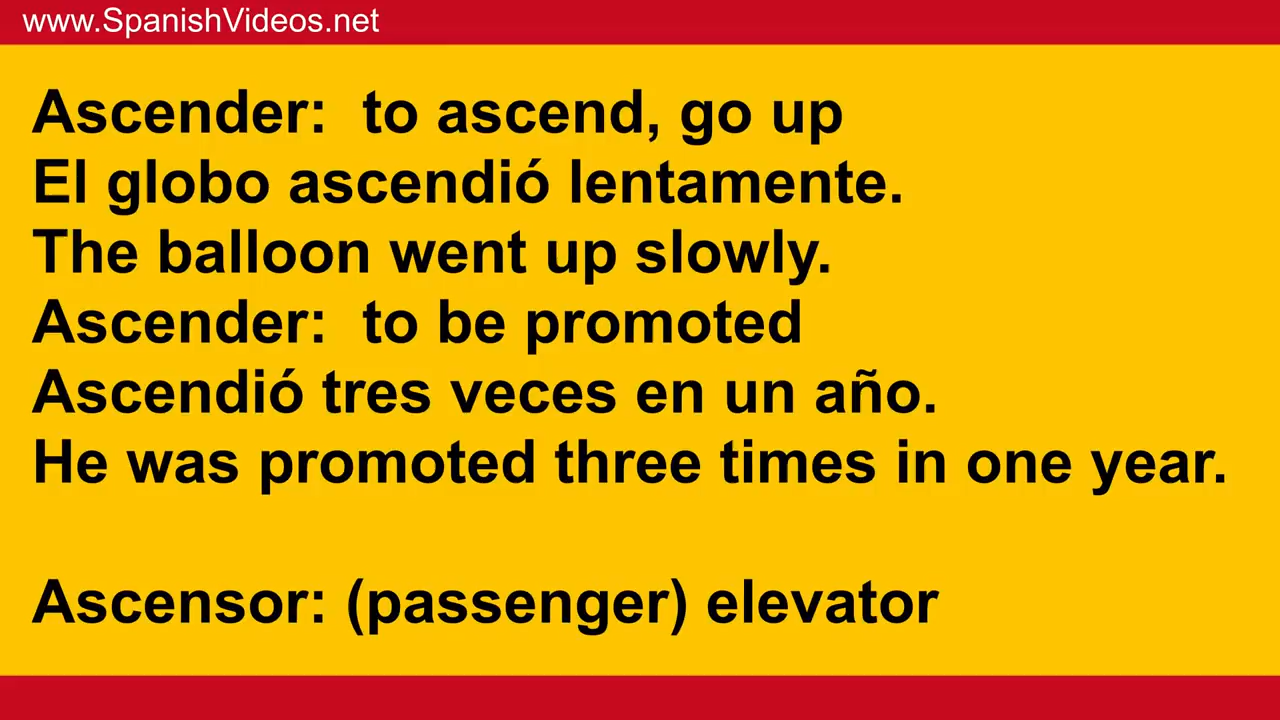 www.SpanishVideos.net
Ascender:  to ascend, go up
El globo ascendió lentamente.
The balloon went up slowly.
Ascender:  to be promoted
Ascendió tres veces en un año.
He was promoted three times in one year.
Ascensor: (passenger) elevator